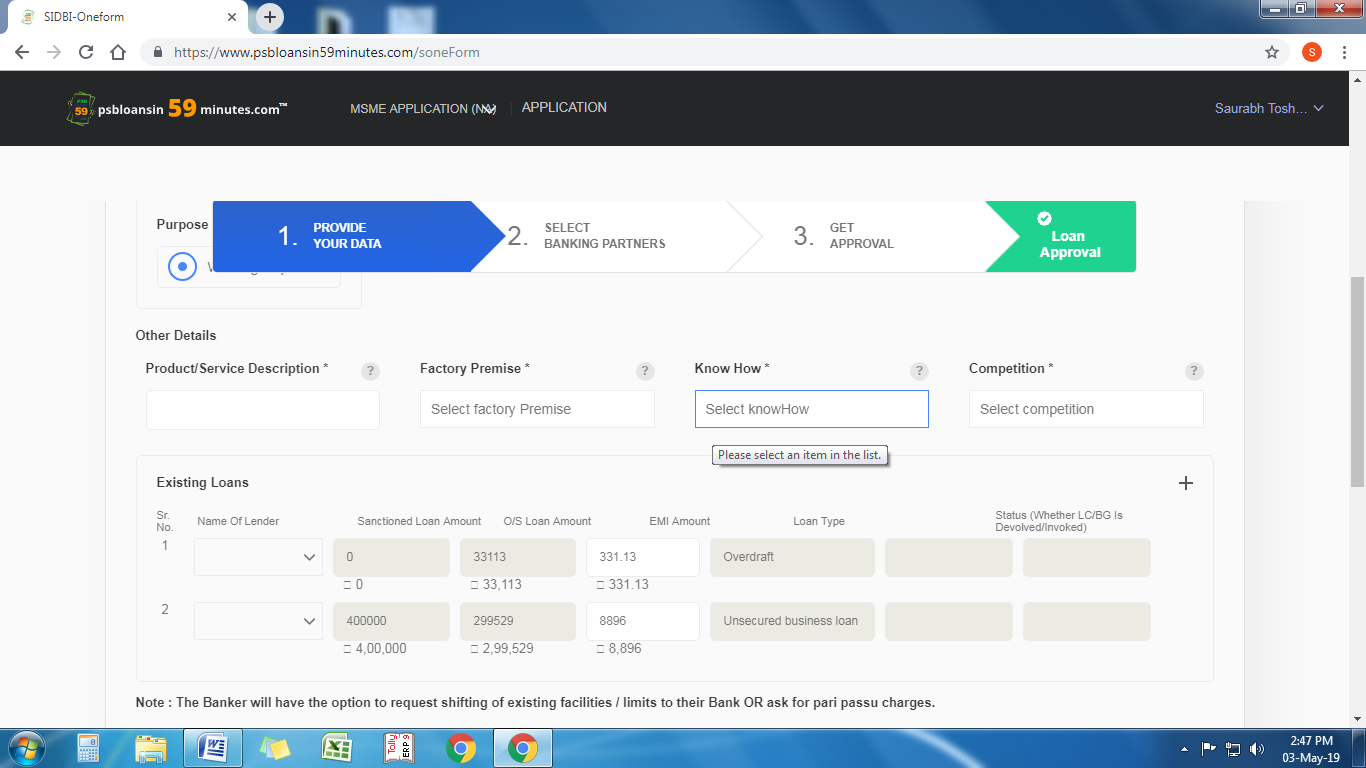 SIDBI-Oneform
https://www.psbloansin59minutes.com/soneForm
S
PSB 59 psbloansin 59 minutes.com™
MSME APPLICATION
APPLICATION
Saurabh Tosh...
Purpose
1. PROVIDE YOUR DATA
2. SELECT BANKING PARTNERS
3. GET APPROVAL
Loan Approval
Other Details
Product/Service Description * ?
Factory Premise * ?
Know How * ?
Competition * ?
Select factory Premise
Select knowHow
Select competition
Please select an item in the list.
Existing Loans
Sr. No.
Name Of Lender
Sanctioned Loan Amount
O/S Loan Amount
EMI Amount
Loan Type
Status (Whether LC/BG Is Devolved/Invoked)
1
0
33113
331.13
Overdraft
0
33,113
331.13
2
400000
299529
8896
Unsecured business loan
4,00,000
2,99,529
8,896
Note : The Banker will have the option to request shifting of existing facilities / limits to their Bank OR ask for pari passu charges.
Tally ERP 9
2:47 PM
03-May-19